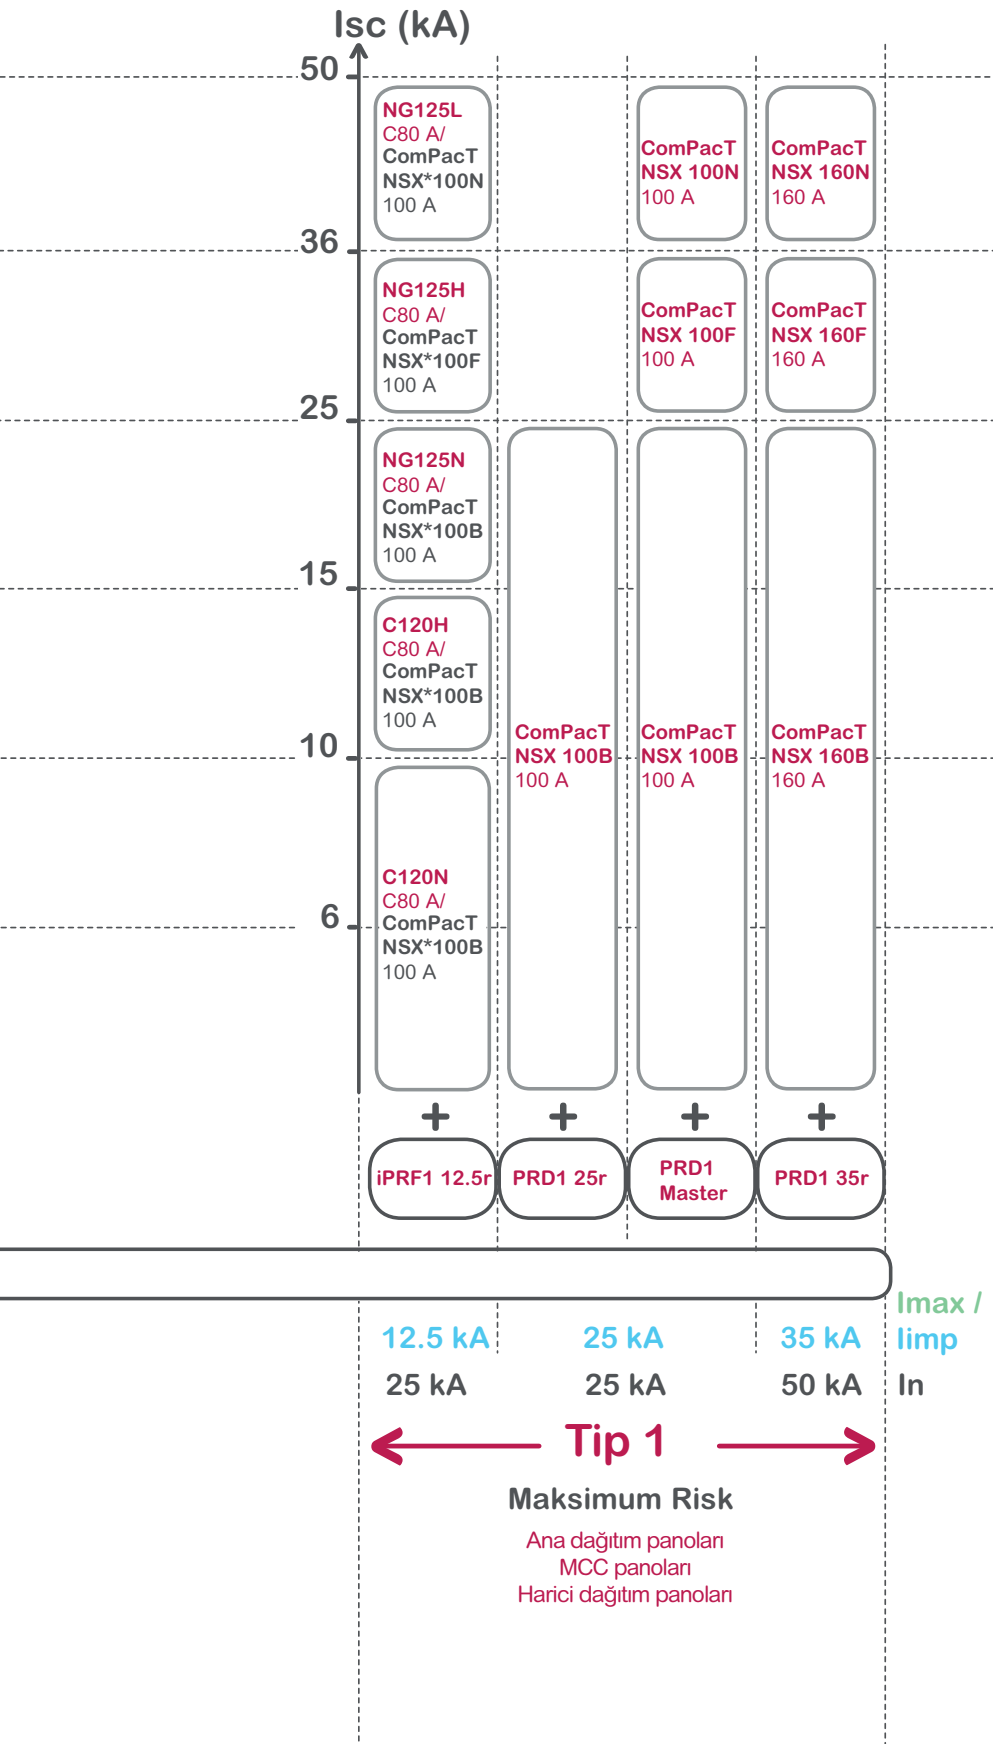 Isc (kA)
50
NG125L
C80 A/
ComPacT
NSX*100N
100 A
ComPacT
NSX 100N
100 A
ComPacT
NSX 160N
160 A
36
NG125H
C80 A/
ComPacT
NSX*100F
100 A
ComPacT
NSX 100F
100 A
ComPacT
NSX 160F
160 A
25
NG125N
C80 A/
ComPacT
NSX*100B
100 A
15
C120H
C80 A/
ComPacT
NSX*100B
100 A
10
ComPacT
NSX 100B
100 A
ComPacT
NSX 100B
100 A
ComPacT
NSX 160B
160 A
C120N
C80 A/
ComPacT
NSX*100B
100 A
6
+ + + +
iPRF1 12.5r
PRD1 25r
PRD1
Master
PRD1 35r
Imax /
12.5 kA 25 kA 35 kA Iimp
25 kA 25 kA 50 kA In
Tip 1
Maksimum Risk
Ana dağıtım panoları
MCC panoları
Harici dağıtım panoları